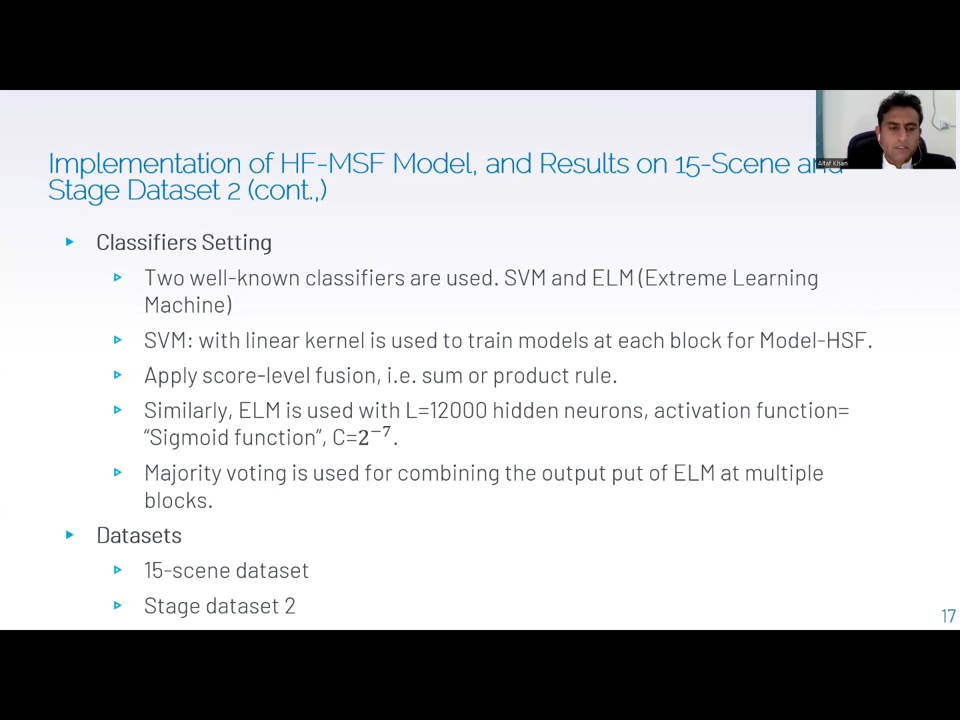 Altaf Khan
Implementation of HF-MSF Model, and Results on 15-Scene and
Stage Dataset 2 (cont.,)
Classifiers Setting
Two well-known classifiers are used. SVM and ELM (Extreme Learning
Machine)
SVM: with linear kernel is used to train models at each block for Model-HSF.
Apply score-level fusion, i.e. sum or product rule.
Similarly, ELM is used with L=12000 hidden neurons, activation function=
“Sigmoid function”, C=2⁻⁷.
Majority voting is used for combining the output put of ELM at multiple
blocks.
Datasets
15-scene dataset
Stage dataset 2
17